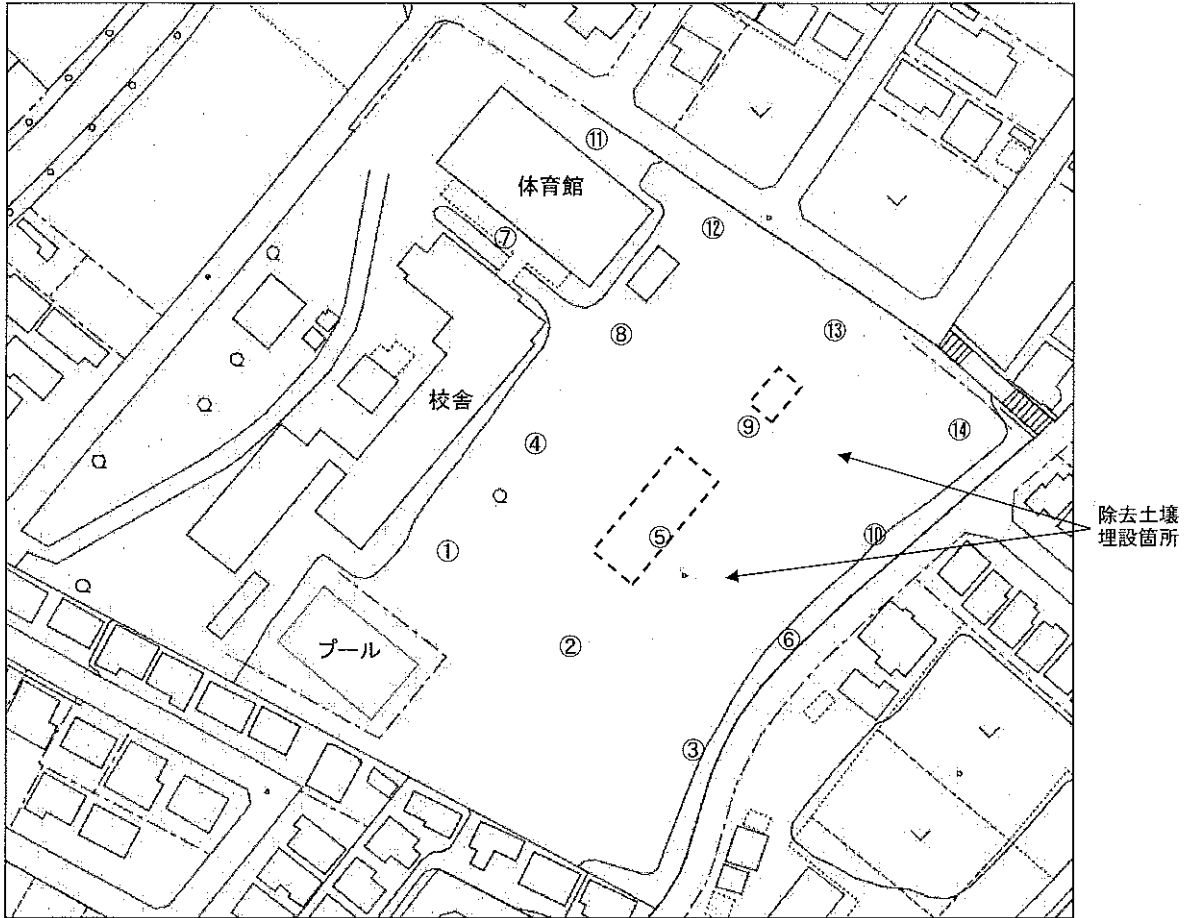 ⑪
体育館
⑫
⑦
⑧
⑬
校舎
⑨
⑭
④
除去土壌
埋設箇所
⑤
⑩
①
⑥
②
プール
③